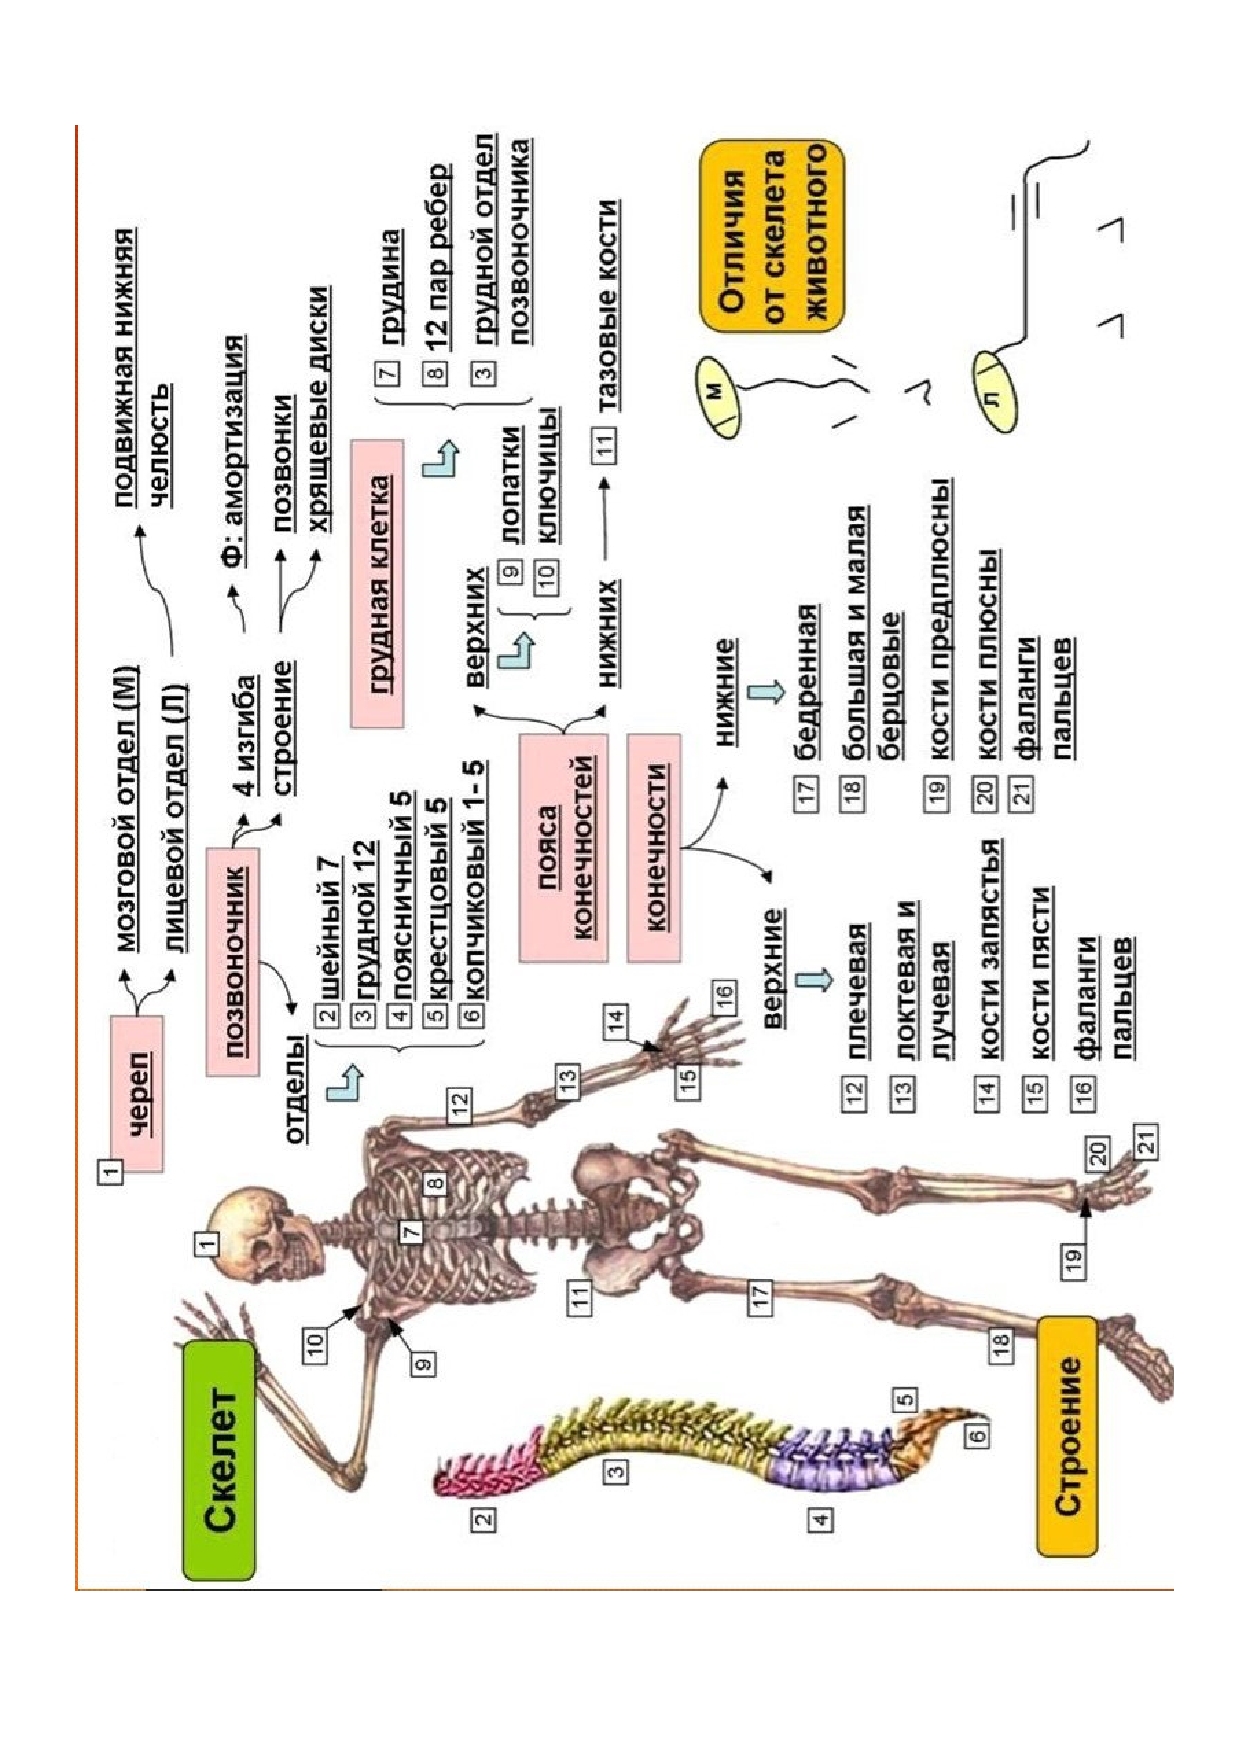 Скелет
1
череп
мозговой отдел (М)
лицевой отдел (Л)
подвижная нижняя
челюсть
позвоночник
4 изгиба
строение
Ф: амортизация
позвонки
хрящевые диски
отделы
2 шейный 7
3 грудной 12
4 поясничный 5
5 крестцовый 5
6 копчиковый 1- 5
грудная клетка
7 грудина
8 12 пар ребер
3 грудной отдел
позвоночника
пояса
конечностей
верхних
9 лопатки
10 ключицы
нижних
11 тазовые кости
конечности
верхние
12 плечевая
13 локтевая и
лучевая
14 кости запястья
15 кости пясти
16 фаланги
пальцев
нижние
17 бедренная
18 большая и малая
берцовые
19 кости предплюсны
20 кости плюсны
21 фаланги
пальцев
Отличия
от скелета
животного
М
Л
1
10
9
7
8
12
13
14
15
16
11
17
18
19
20
21
2
3
4
5
6
Строение